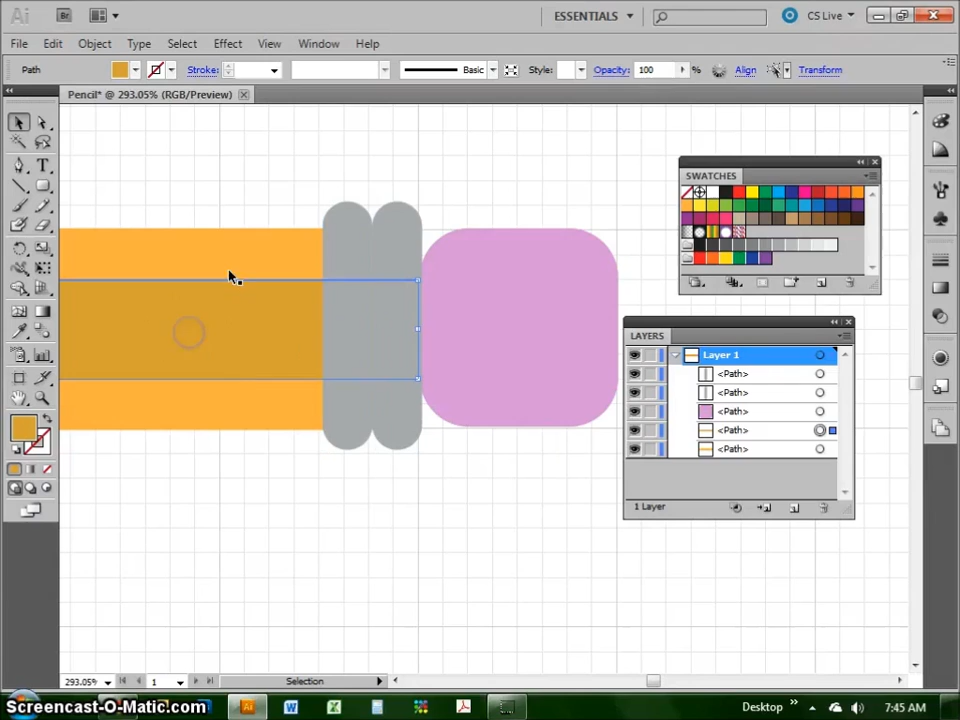 Ai Br ESSENTIALS CS Live
File Edit Object Type Select Effect View Window Help
Path Stroke: Basic Style: Opacity: 100 % Align Transform
Pencil* @ 293.05% (RGB/Preview)
SWATCHES
LAYERS
Layer 1
<Path>
<Path>
<Path>
<Path>
<Path>
1 Layer
293.05% 1 Selection
Screencast-O-Matic.com Desktop 7:45 AM